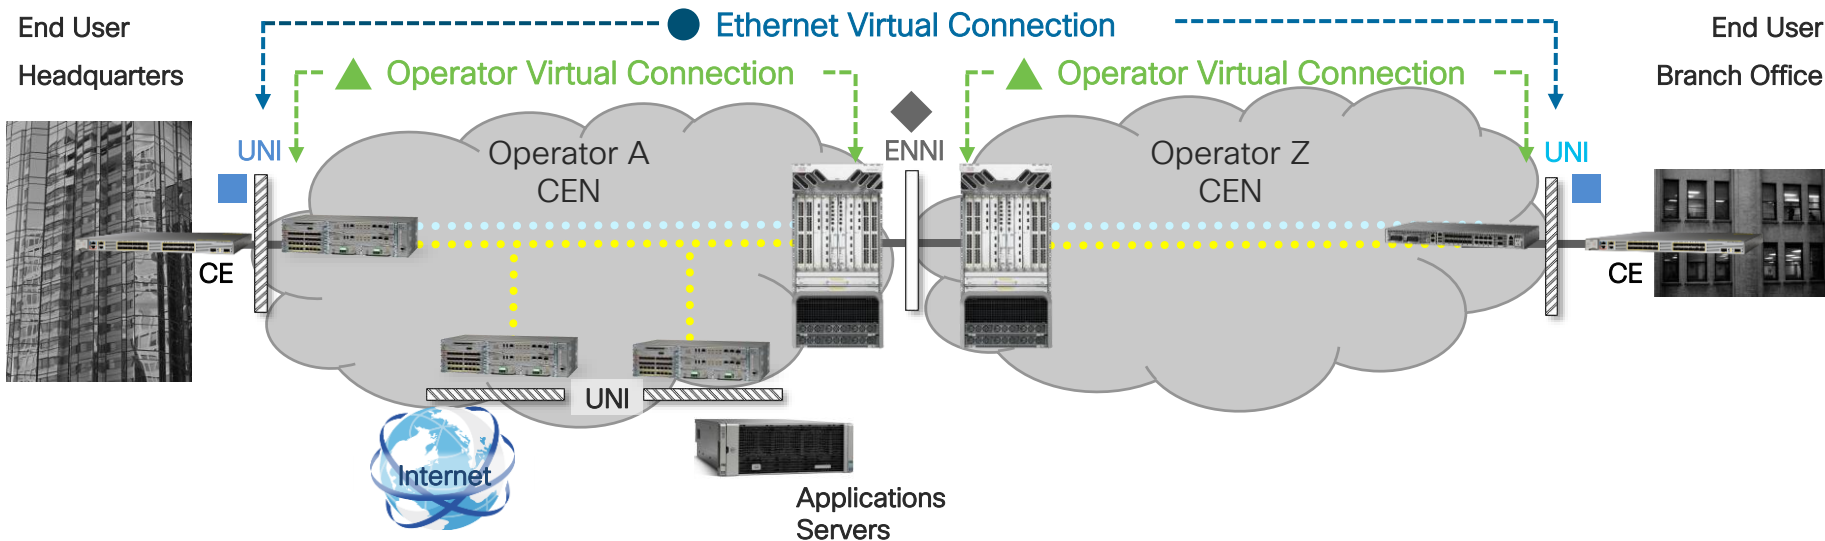 End User
Headquarters
Ethernet Virtual Connection
Operator Virtual Connection
Operator Virtual Connection
End User
Branch Office
UNI
Operator A
CEN
ENNI
Operator Z
CEN
UNI
CE
CE
UNI
Internet
Applications
Servers